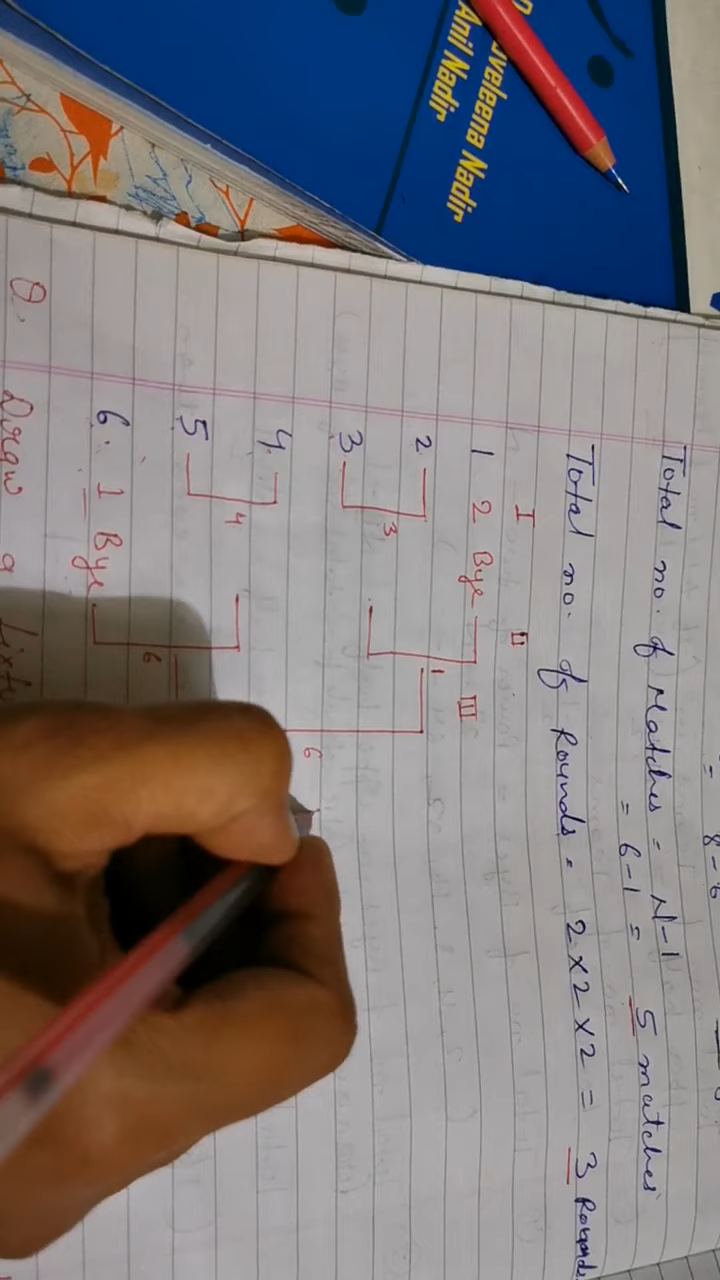 Anil Nadir
= 8-6
Total no. of Matches = N-1
= 6-1 = 5 matches
Total no. of Rounds = 2×2×2 = 3 Rounds
I II III
1 2 Bye
2
3
4
5
6. 1 Bye
3
4
1
6
6
Q. Draw a